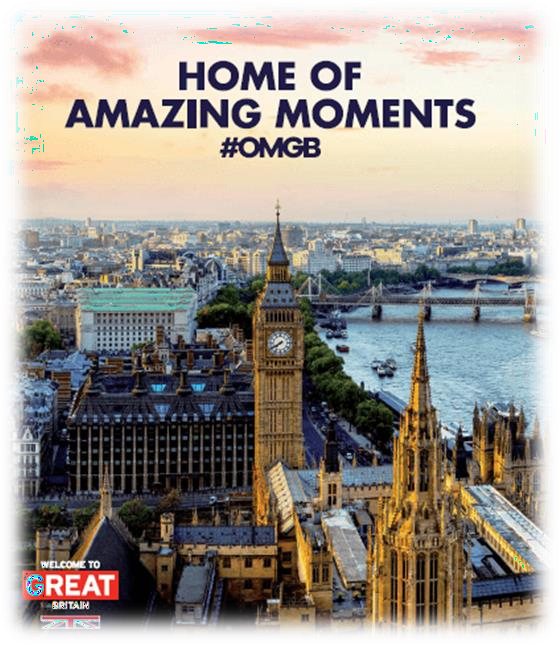 HOME OF
AMAZING MOMENTS
#OMGB
WELCOME TO
GREAT
BRITAIN